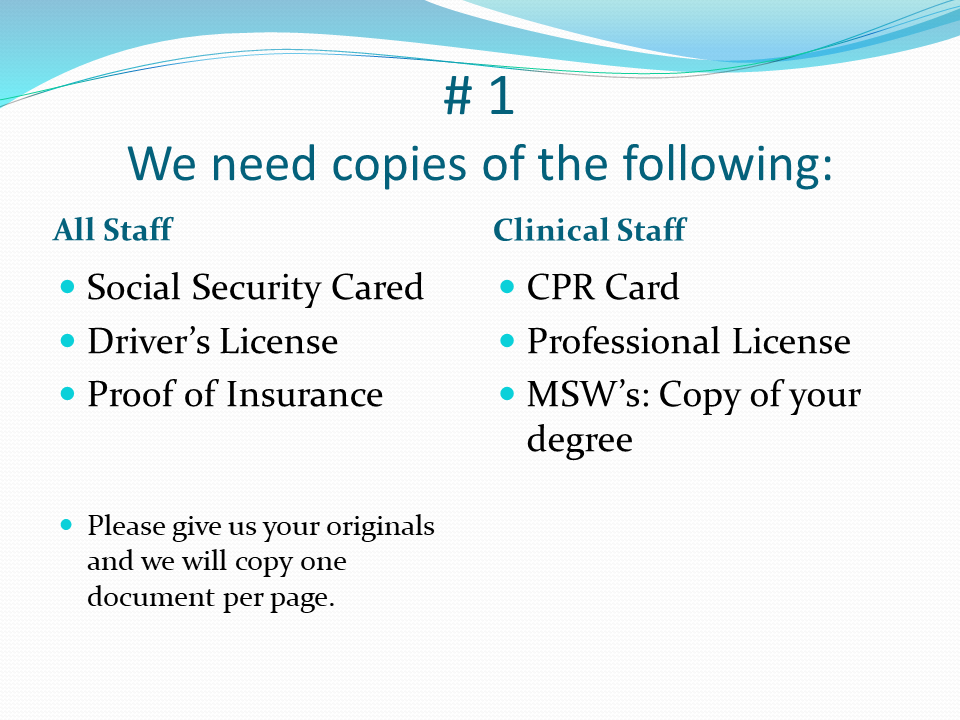 # 1
We need copies of the following:
All Staff
Social Security Cared
Driver’s License
Proof of Insurance
Please give us your originals
and we will copy one
document per page.
Clinical Staff
CPR Card
Professional License
MSW’s: Copy of your
degree